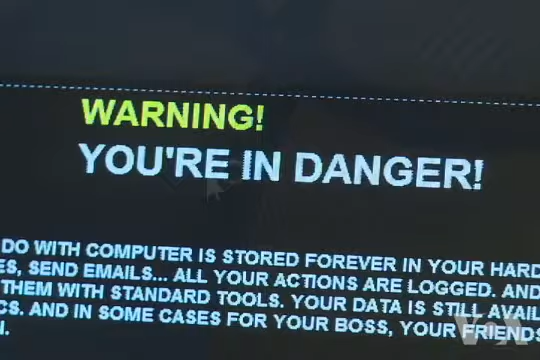 WARNING!
YOU'RE IN DANGER!
DO WITH COMPUTER IS STORED FOREVER IN YOUR HARD
ES, SEND EMAILS... ALL YOUR ACTIONS ARE LOGGED. AND
THEM WITH STANDARD TOOLS. YOUR DATA IS STILL AVAIL
CS. AND IN SOME CASES FOR YOUR BOSS, YOUR FRIENDS
N.
VOA